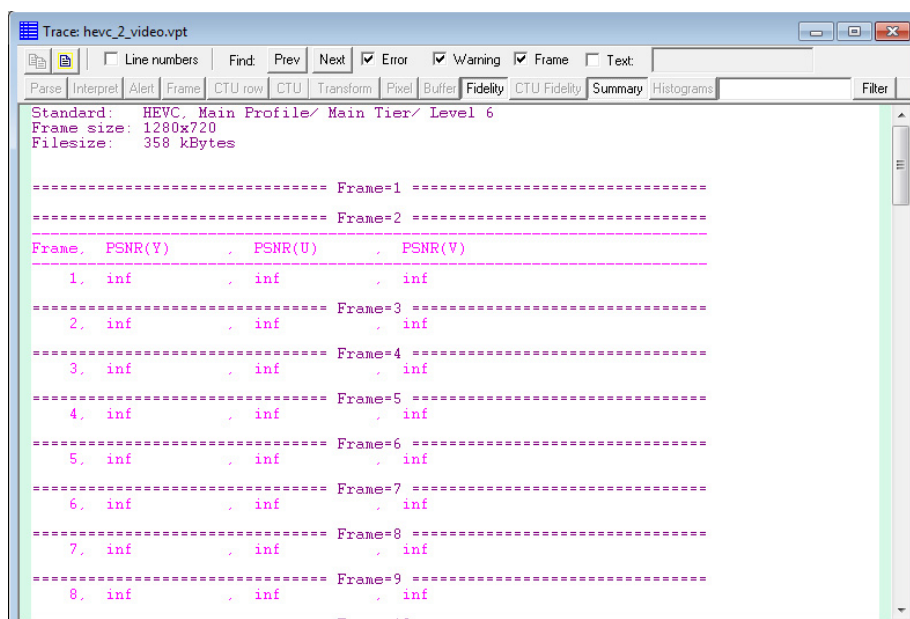 Trace: hevc_2_video.vpt
Line numbers Find: Prev Next Error Warning Frame Text:
Parse Interpret Alert Frame CTU row CTU Transform Pixel Buffer Fidelity CTU Fidelity Summary Histograms Filter
Standard: HEVC, Main Profile/ Main Tier/ Level 6
Frame size: 1280x720
Filesize: 358 kBytes
================================ Frame=1 ================================
================================ Frame=2 ================================
Frame, PSNR(Y) , PSNR(U) , PSNR(V)
1, inf , inf , inf
================================ Frame=3 ================================
2, inf , inf , inf
================================ Frame=4 ================================
3, inf , inf , inf
================================ Frame=5 ================================
4, inf , inf , inf
================================ Frame=6 ================================
5, inf , inf , inf
================================ Frame=7 ================================
6, inf , inf , inf
================================ Frame=8 ================================
7, inf , inf , inf
================================ Frame=9 ================================
8, inf , inf , inf